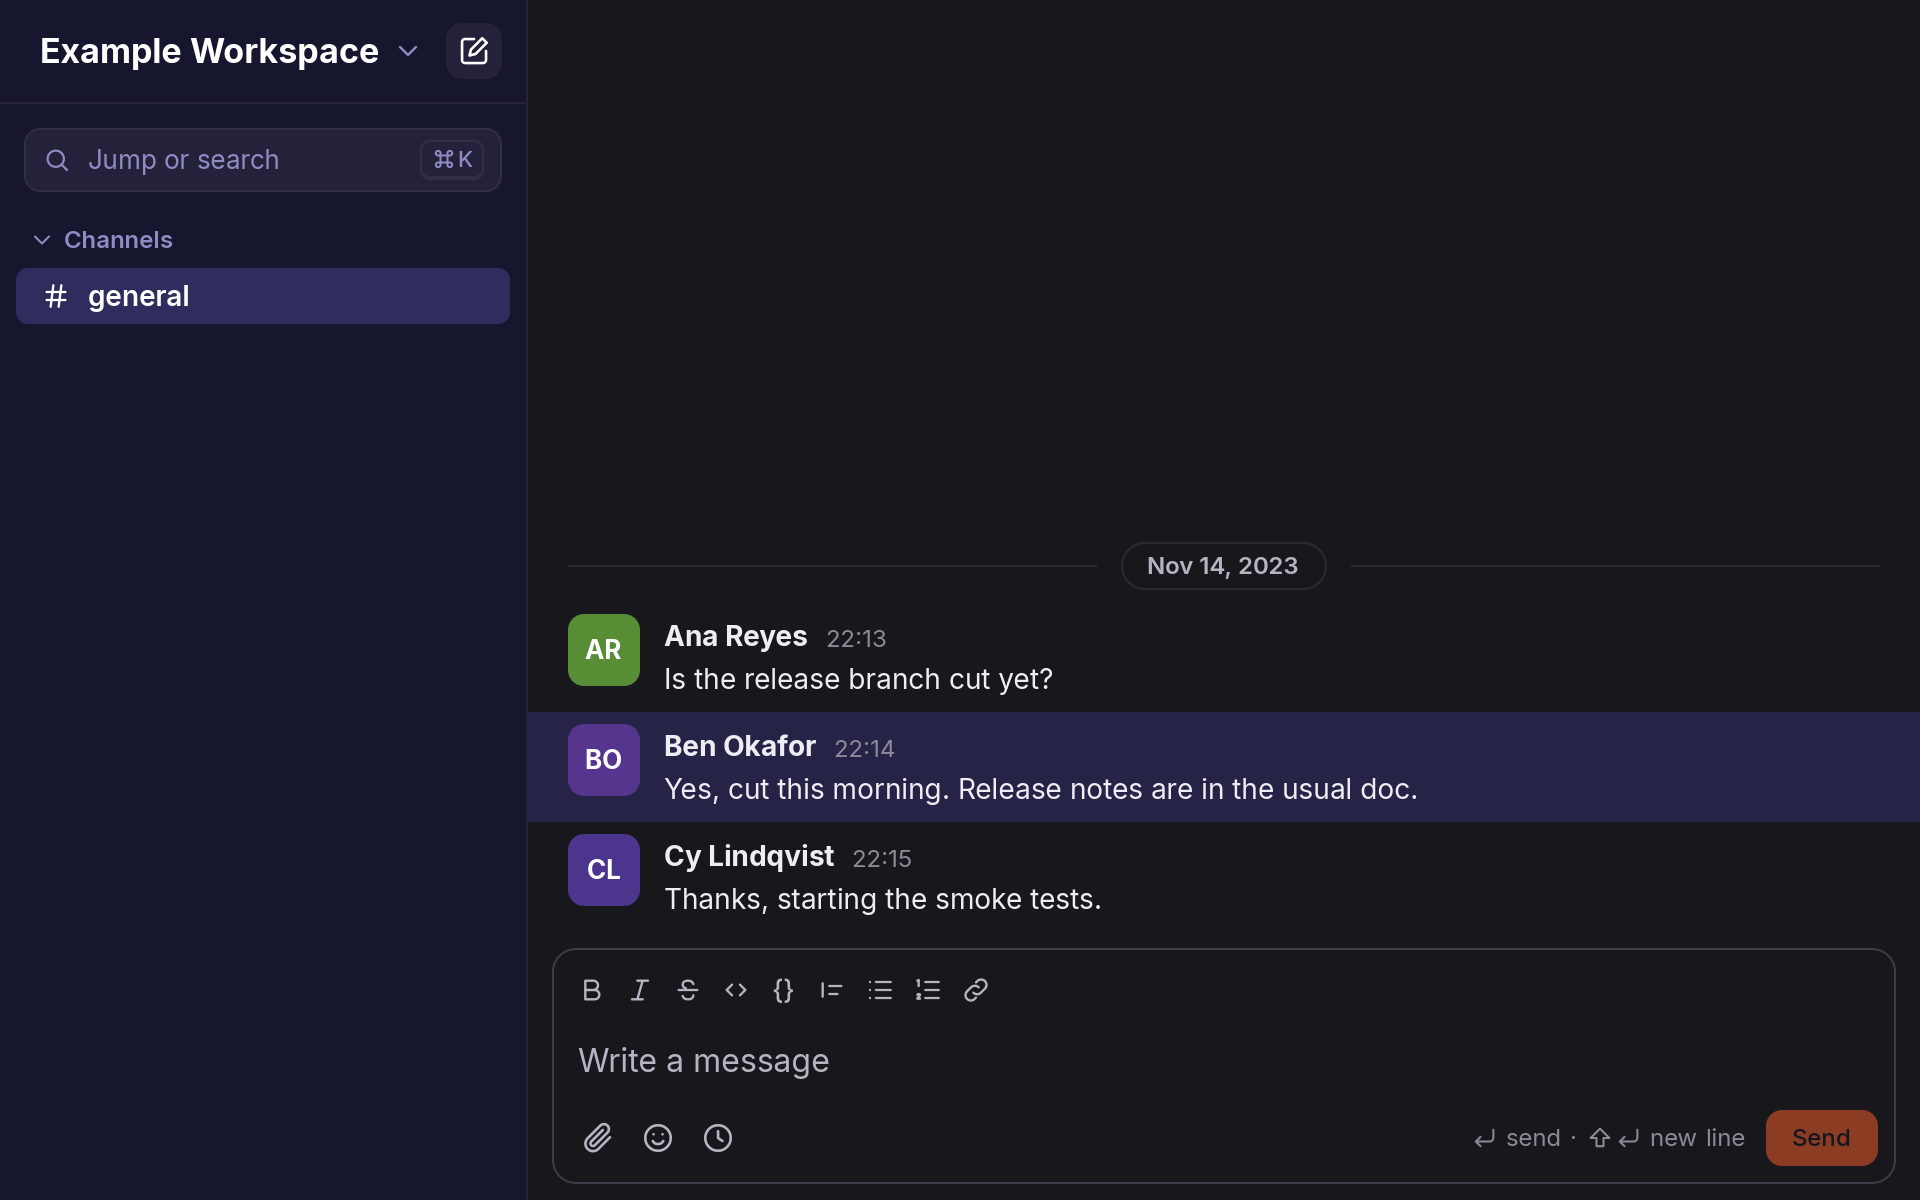 Example Workspace
Jump or search ⌘K
Channels
# general
Nov 14, 2023
AR
Ana Reyes 22:13
Is the release branch cut yet?
BO
Ben Okafor 22:14
Yes, cut this morning. Release notes are in the usual doc.
CL
Cy Lindqvist 22:15
Thanks, starting the smoke tests.
Write a message
send · new line
Send